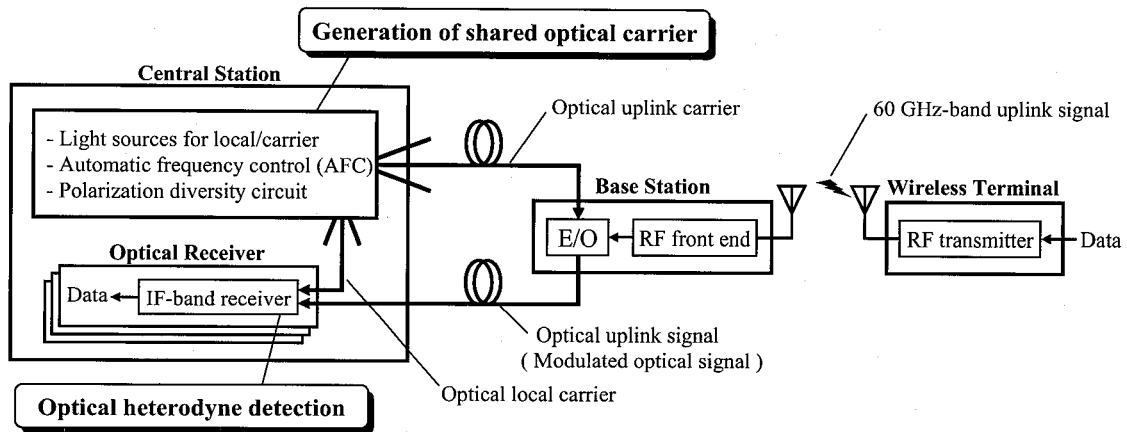 Generation of shared optical carrier
Central Station
- Light sources for local/carrier
- Automatic frequency control (AFC)
- Polarization diversity circuit
Optical uplink carrier
60 GHz-band uplink signal
Base Station
Wireless Terminal
E/O
RF front end
RF transmitter
Data
Optical Receiver
Data
IF-band receiver
Optical uplink signal
( Modulated optical signal )
Optical local carrier
Optical heterodyne detection